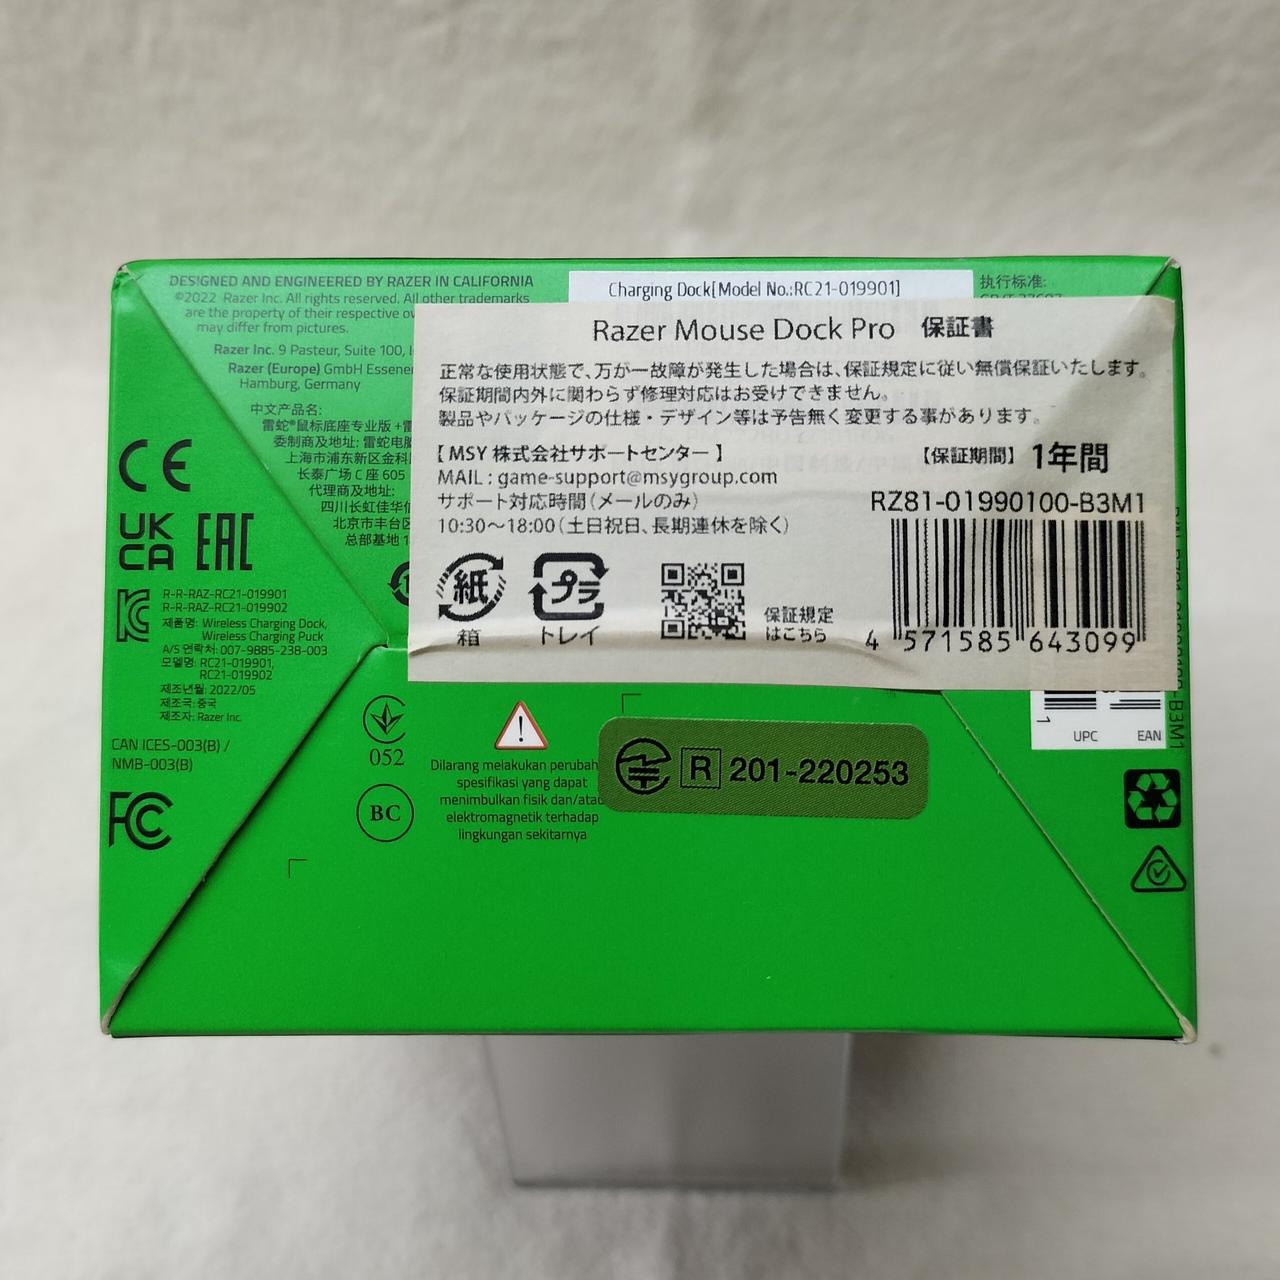 DESIGNED AND ENGINEERED BY RAZER IN CALIFORNIA
©2022 Razer Inc. All rights reserved. All other trademarks
are the property of their respective
may differ from pictures.
Razer Inc. 9 Pasteur, Suite 100,
Razer (Europe) GmbH Essener
Hamburg, Germany
中文产品名:
雷蛇®鼠标底座专业版 +
委制商及地址: 雷蛇电脑
上海市浦东新区金科
长泰广场 C 座 605
代理商及地址:
四川长虹佳华
北京市丰台区
总部基地
Charging Dock[Model No.:RC21-019901]
执行标准:
Razer Mouse Dock Pro 保証書
正常な使用状態で、万が一故障が発生した場合は、保証規定に従い無償保証いたします。
保証期間内外に関わらず修理対応はお受けできません。
製品やパッケージの仕様・デザイン等は予告無く変更する事があります。
【 MSY 株式会社サポートセンター 】
MAIL : game-support@msygroup.com
サポート対応時間（メールのみ）
10:30～18:00（土日祝日、長期連休を除く）
【保証期間】 1年間
RZ81-01990100-B3M1
紙
箱
プラ
トレイ
保証規定
はこちら
4 571585 643099
CE
UK
CA
EAC
R-R-RAZ-RC21-019901
R-R-RAZ-RC21-019902
제품명: Wireless Charging Dock,
Wireless Charging Puck
A/S 연락처: 007-9885-238-003
모델명: RC21-019901,
RC21-019902
제조년월: 2022/05
제조국: 중국
제조자: Razer Inc.
CAN ICES-003(B) /
NMB-003(B)
FC
052
BC
Dilarang melakukan
spesifikasi yang dapat
menimbulkan fisik dan/atau
elektromagnetik terhadap
lingkungan sekitarnya
R 201-220253
1
UPC EAN
-B3M1